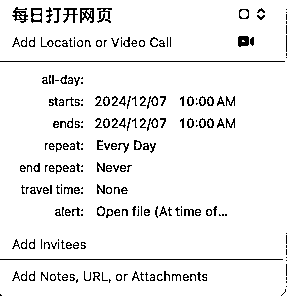 每日打开网页
Add Location or Video Call
all-day:
starts: 2024/12/07 10:00 AM
ends: 2024/12/07 10:00 AM
repeat: Every Day
end repeat: Never
travel time: None
alert: Open file (At time of...
Add Invitees
Add Notes, URL, or Attachments